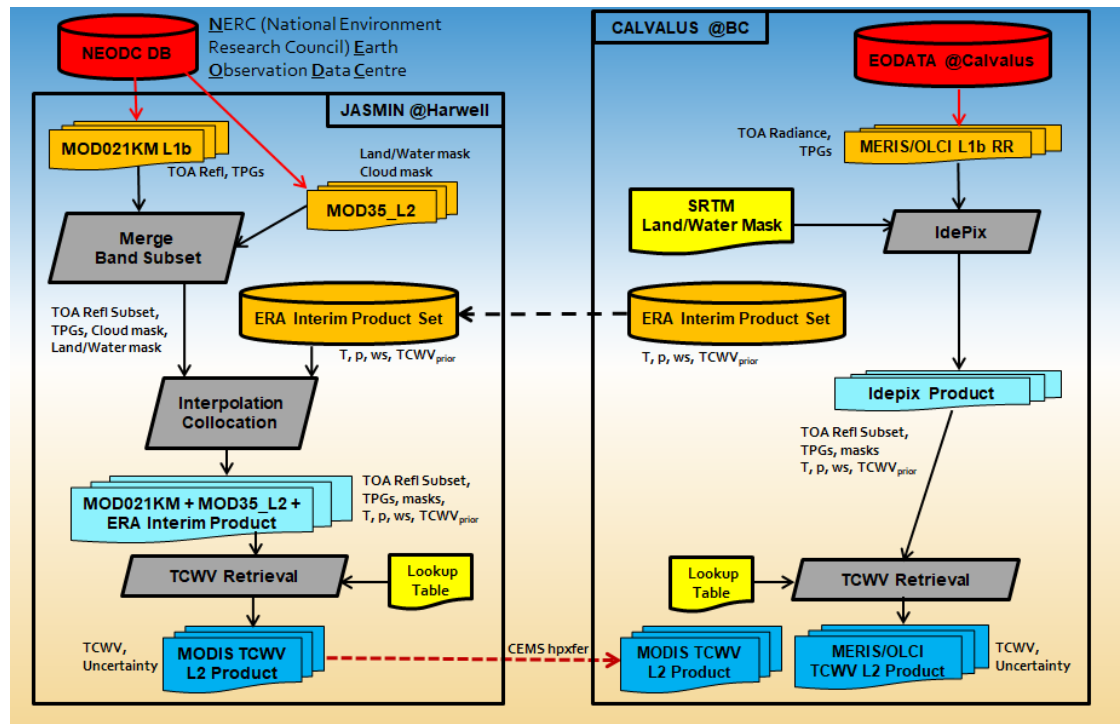 NEODC DB
NERC (National Environment
Research Council) Earth
Observation Data Centre
JASMIN @Harwell
MOD021KM L1b
TOA Refl, TPGs
Land/Water mask
Cloud mask
MOD35_L2
Merge
Band Subset
TOA Refl Subset,
TPGs, Cloud mask,
Land/Water mask
ERA Interim Product Set
T, p, ws, TCWVprior
Interpolation
Collocation
MOD021KM + MOD35_L2 +
ERA Interim Product
TOA Refl Subset,
TPGs, masks,
T, p, ws, TCWVprior
TCWV Retrieval
Lookup
Table
TCWV,
Uncertainty
MODIS TCWV
L2 Product
CEMS hpxfer
CALVALUS @BC
EODATA @Calvalus
TOA Radiance,
TPGs
MERIS/OLCI L1b RR
SRTM
Land/Water Mask
IdePix
ERA Interim Product Set
T, p, ws, TCWVprior
Idepix Product
TOA Refl Subset,
TPGs, masks
T, p, ws, TCWVprior
Lookup
Table
TCWV Retrieval
MODIS TCWV
L2 Product
MERIS/OLCI
TCWV L2 Product
TCWV,
Uncertainty